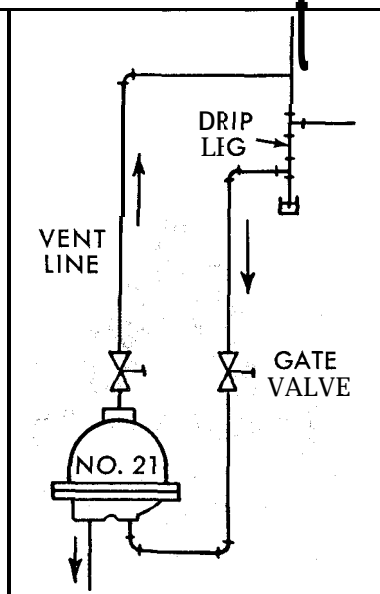 DRIP
LIG
VENT
LINE
GATE
VALVE
NO. 21